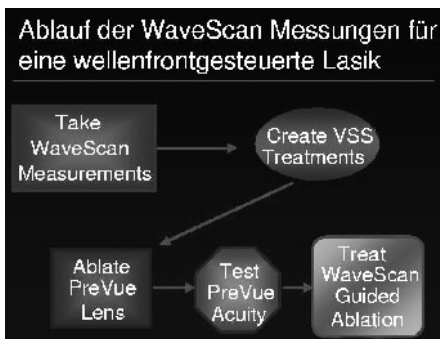 Ablauf der WaveScan Messungen für
eine wellenfrontgesteuerte Lasik
Take
WaveScan
Measurements
Create VSS
Treatments
Ablate
PreVue
Lens
Test
PreVue
Acuity
Treat
WaveScan
Guided
Ablation